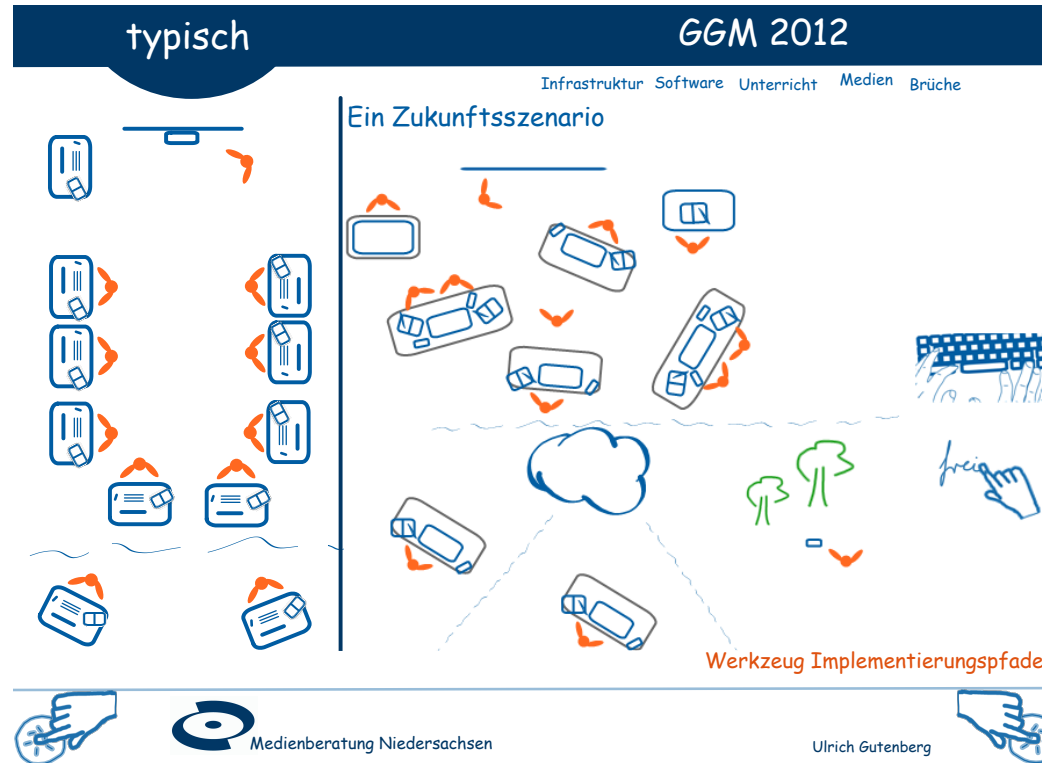 typisch
GGM 2012
Infrastruktur Software Unterricht Medien Brüche
Ein Zukunftsszenario
frei
Werkzeug Implementierungspfade
Medienberatung Niedersachsen
Ulrich Gutenberg